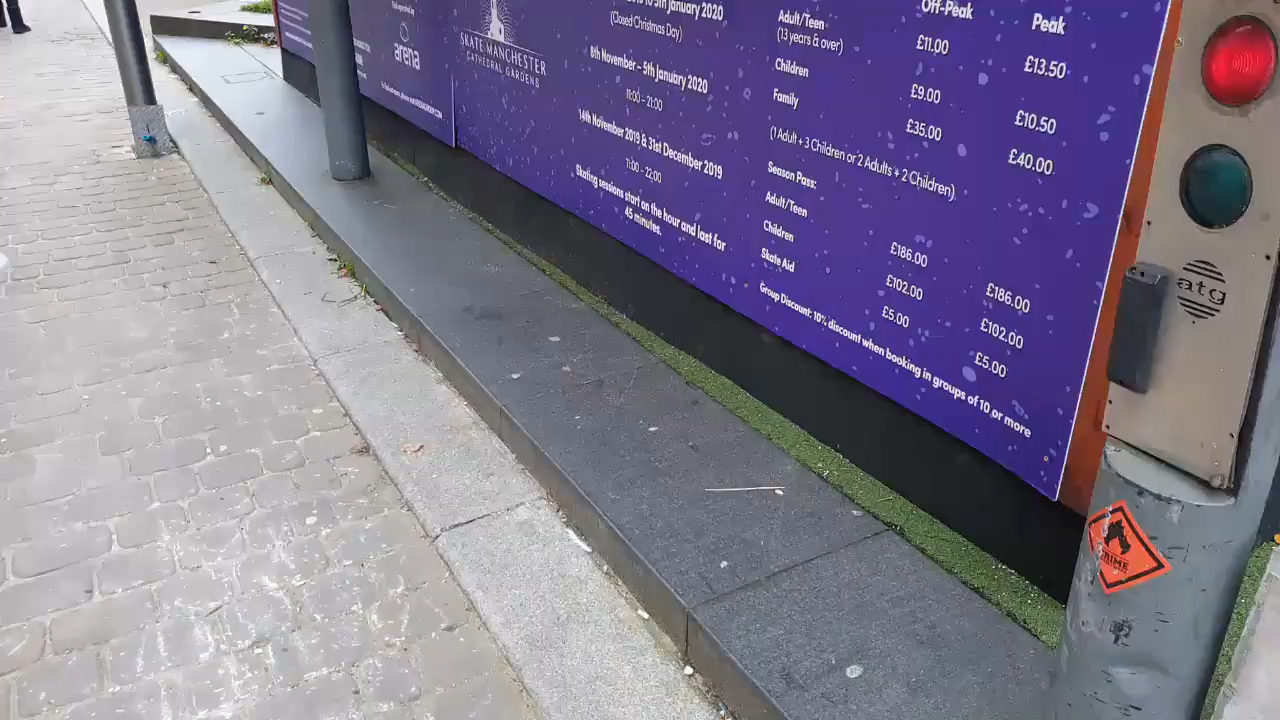 arena
SKATE MANCHESTER
CATHEDRAL GARDENS
January 2020
(Closed Christmas Day)
8th November – 5th January 2020
11:00 - 21:00
14th November 2019 & 31st December 2019
11:00 - 22:00
Skating sessions start on the hour and last for
45 minutes.
Off-Peak
Peak
Adult/Teen
(13 years & over)
£11.00
£13.50
Children
£9.00
£10.50
Family
£35.00
£40.00
(1 Adult + 3 Children or 2 Adults + 2 Children)
Season Pass:
Adult/Teen
£186.00
£186.00
Children
£102.00
£102.00
Skate Aid
£5.00
£5.00
Group Discount: 10% discount when booking in groups of 10 or more
atg